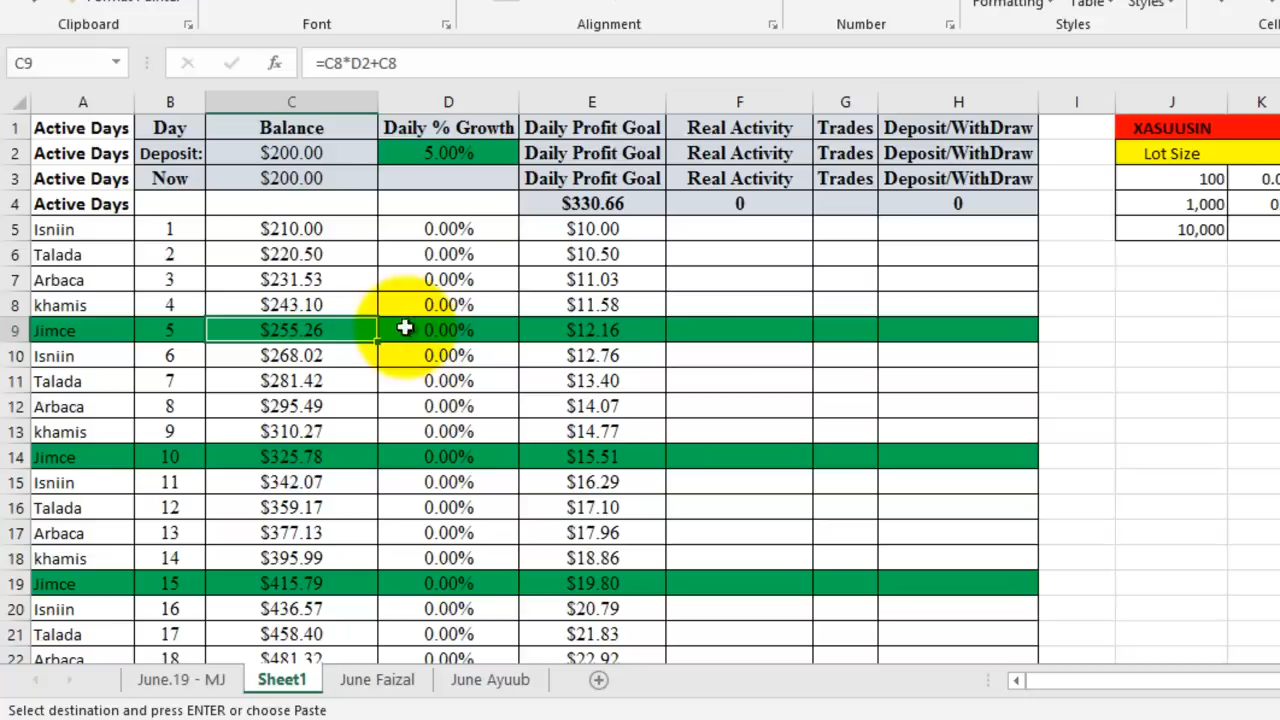 Clipboard Font Alignment Number Styles
C9 fx =C8*D2+C8
A B C D E F G H I J K
1 Active Days Day Balance Daily % Growth Daily Profit Goal Real Activity Trades Deposit/WithDraw XASUUSIN
2 Active Days Deposit: $200.00 5.00% Daily Profit Goal Real Activity Trades Deposit/WithDraw Lot Size
3 Active Days Now $200.00 Daily Profit Goal Real Activity Trades Deposit/WithDraw 100
4 Active Days $330.66 0 0 1,000
5 Isniin 1 $210.00 0.00% $10.00 10,000
6 Talada 2 $220.50 0.00% $10.50
7 Arbaca 3 $231.53 0.00% $11.03
8 khamis 4 $243.10 0.00% $11.58
9 Jimce 5 $255.26 0.00% $12.16
10 Isniin 6 $268.02 0.00% $12.76
11 Talada 7 $281.42 0.00% $13.40
12 Arbaca 8 $295.49 0.00% $14.07
13 khamis 9 $310.27 0.00% $14.77
14 Jimce 10 $325.78 0.00% $15.51
15 Isniin 11 $342.07 0.00% $16.29
16 Talada 12 $359.17 0.00% $17.10
17 Arbaca 13 $377.13 0.00% $17.96
18 khamis 14 $395.99 0.00% $18.86
19 Jimce 15 $415.79 0.00% $19.80
20 Isniin 16 $436.57 0.00% $20.79
21 Talada 17 $458.40 0.00% $21.83
22 Arbaca 18 $481.32 0.00% $22.92
June.19 - MJ Sheet1 June Faizal June Ayuub
Select destination and press ENTER or choose Paste